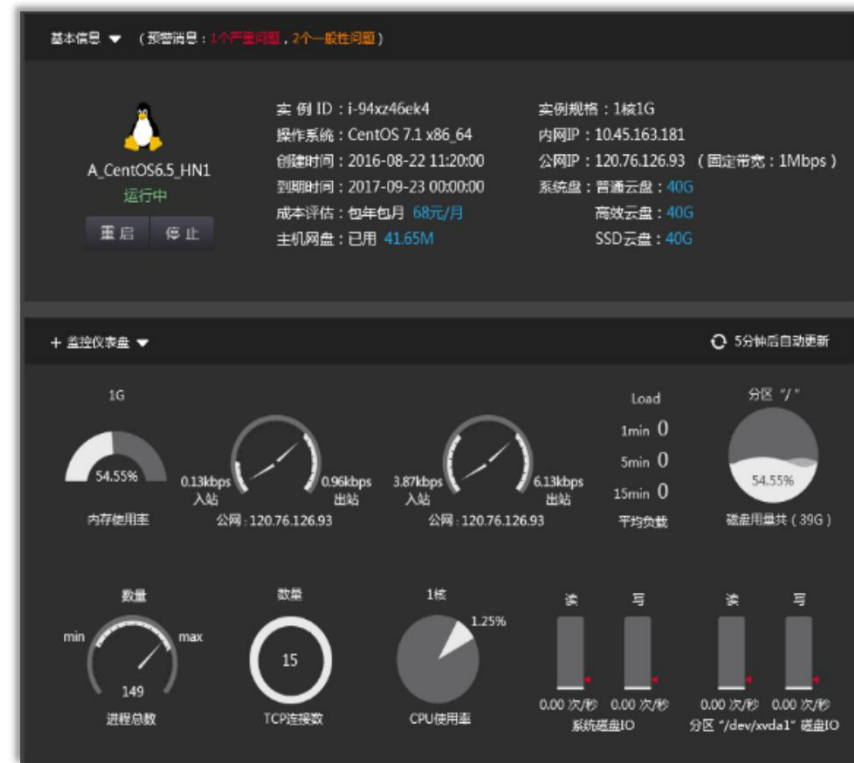 基本信息 (预警消息：1个严重问题，2个一般性问题)
A_CentOS6.5_HN1
运行中
重启 停止
实 例 ID：i-94xz46ek4
操作系统：CentOS 7.1 x86_64
创建时间：2016-08-22 11:20:00
到期时间：2017-09-23 00:00:00
成本评估：包年包月 68元/月
主机网盘：已用 41.65M
实例规格：1核1G
内网IP：10.45.163.181
公网IP：120.76.126.93 （固定带宽：1Mbps）
系统盘：普通云盘：40G
高效云盘：40G
SSD云盘：40G
+ 监控仪表盘
5分钟后自动更新
1G
54.55%
内存使用率
0.13kbps
入站
0.96kbps
出站
公网:120.76.126.93
3.87kbps
入站
6.13kbps
出站
公网:120.76.126.93
Load
1min 0
5min 0
15min 0
平均负载
分区 "/"
54.55%
磁盘用量共（39G）
数量
min
max
149
进程总数
数量
15
TCP连接数
1核
1.25%
CPU使用率
读 写
0.00 次/秒 0.00 次/秒
系统磁盘IO
读 写
0.00 次/秒 0.00 次/秒
分区 "/dev/xvda1" 磁盘IO